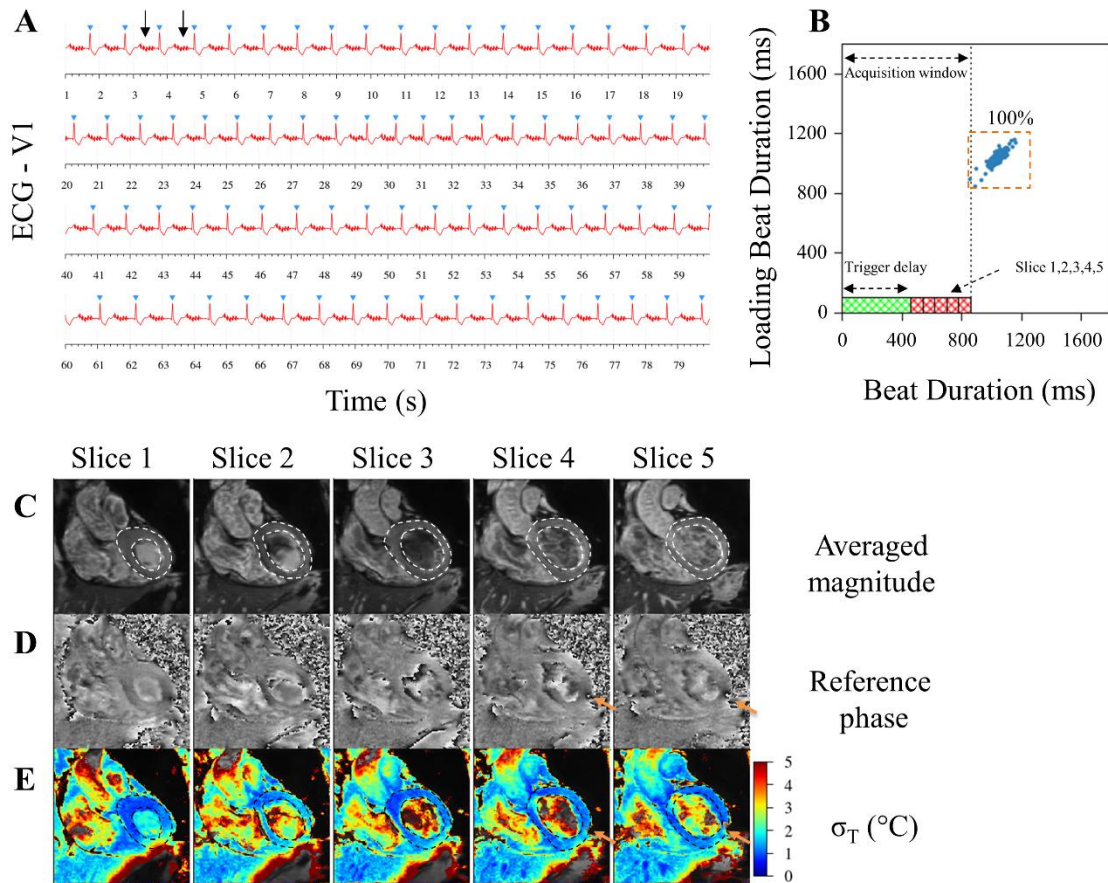 A
ECG - V1
1 2 3 4 5 6 7 8 9 10 11 12 13 14 15 16 17 18 19
20 21 22 23 24 25 26 27 28 29 30 31 32 33 34 35 36 37 38 39
40 41 42 43 44 45 46 47 48 49 50 51 52 53 54 55 56 57 58 59
60 61 62 63 64 65 66 67 68 69 70 71 72 73 74 75 76 77 78 79
Time (s)
B
Loading Beat Duration (ms)
1600
1200
800
400
0
Acquisition window
100%
Trigger delay
Slice 1,2,3,4,5
0 400 800 1200 1600
Beat Duration (ms)
Slice 1 Slice 2 Slice 3 Slice 4 Slice 5
C
Averaged
magnitude
D
Reference
phase
E
5
4
3
2
1
0
σT (°C)